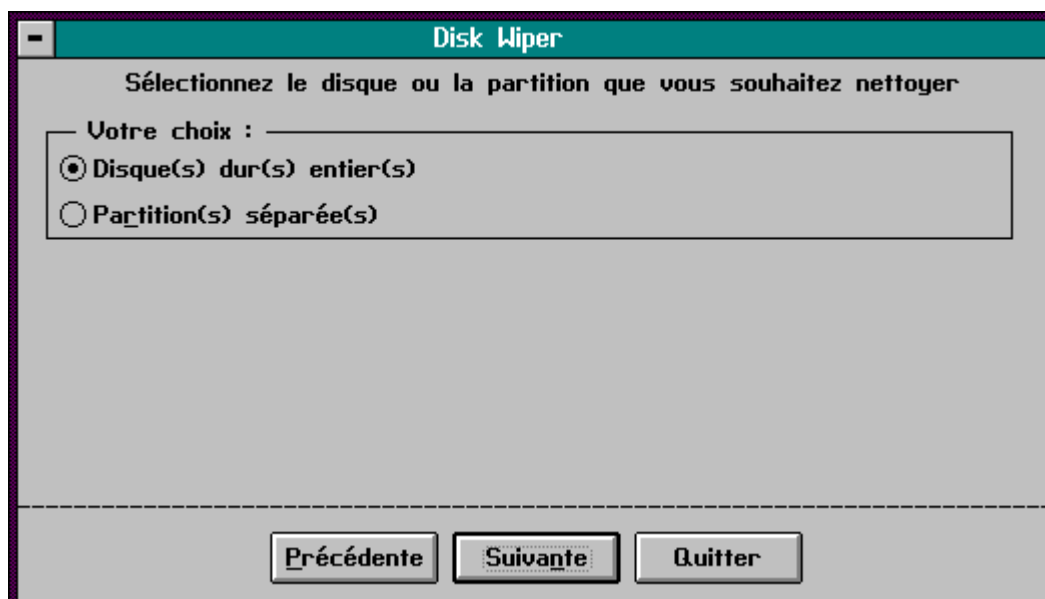 Disk Wiper
Sélectionnez le disque ou la partition que vous souhaitez nettoyer
Votre choix :
Disque(s) dur(s) entier(s)
Partition(s) séparée(s)
Précédente Suivante Quitter